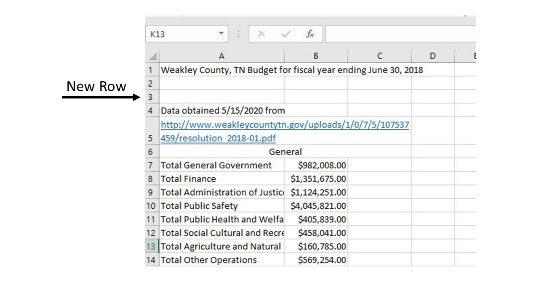 K13 fx
A B C D E
1 Weakley County, TN Budget for fiscal year ending June 30, 2018
2
New Row
3
4 Data obtained 5/15/2020 from
http://www.weakleycountytn.gov/uploads/1/0/7/5/107537
5 459/resolution_2018-01.pdf
6 General
7 Total General Government $982,008.00
8 Total Finance $1,351,675.00
9 Total Administration of Justic $1,124,251.00
10 Total Public Safety $4,045,821.00
11 Total Public Health and Welfa $405,839.00
12 Total Social Cultural and Recre $458,041.00
13 Total Agriculture and Natural $160,785.00
14 Total Other Operations $569,254.00